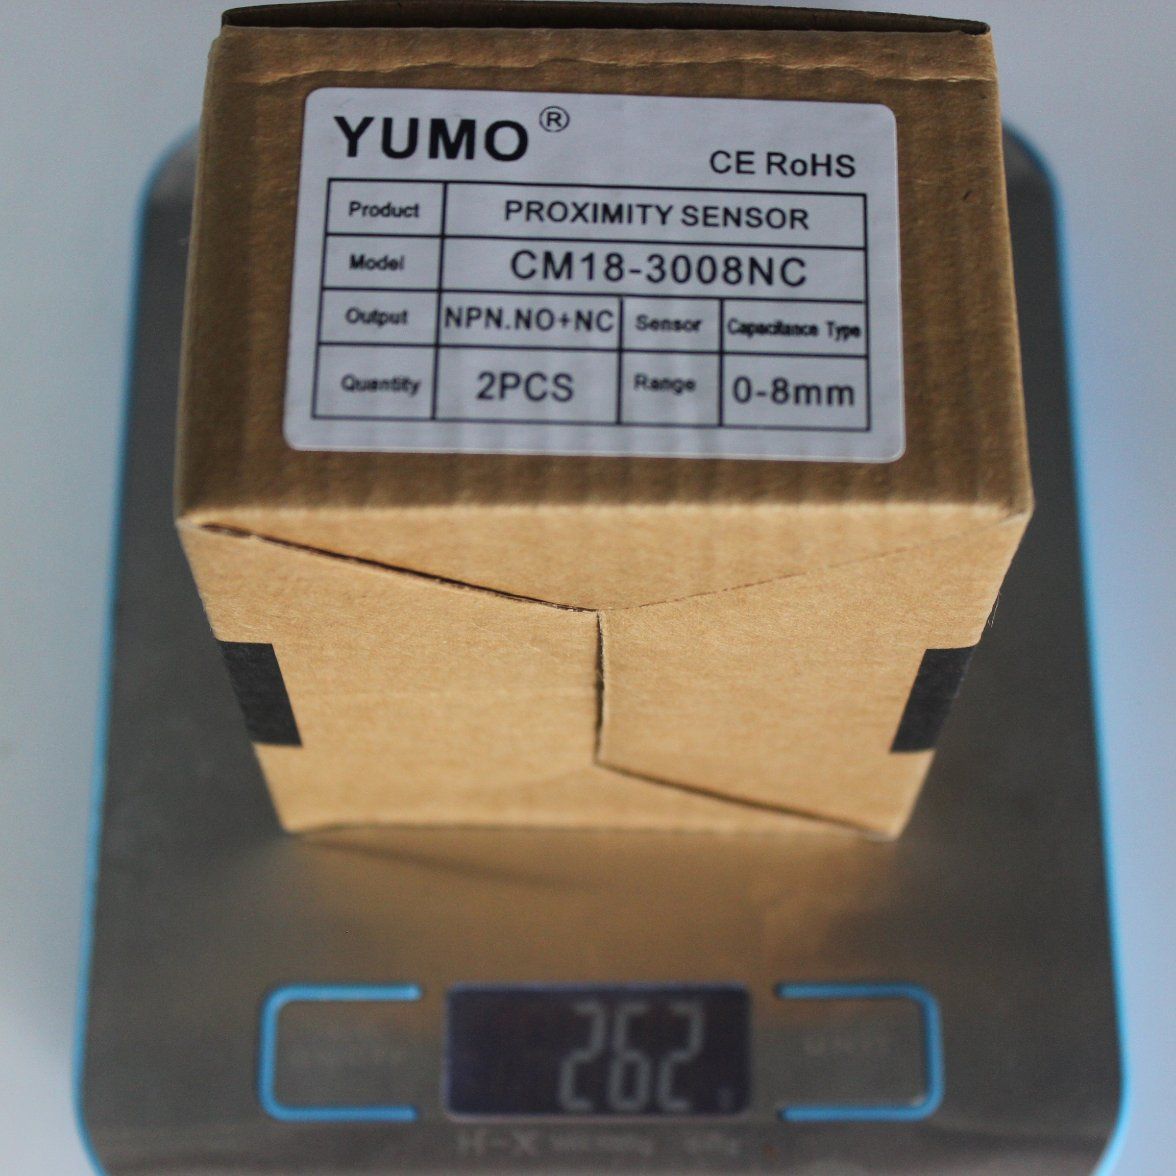 YUMO®
CE RoHS
Product PROXIMITY SENSOR
Model CM18-3008NC
Output NPN.NO+NC Sensor Capacitance Type
Quantity 2PCS Range 0-8mm
262